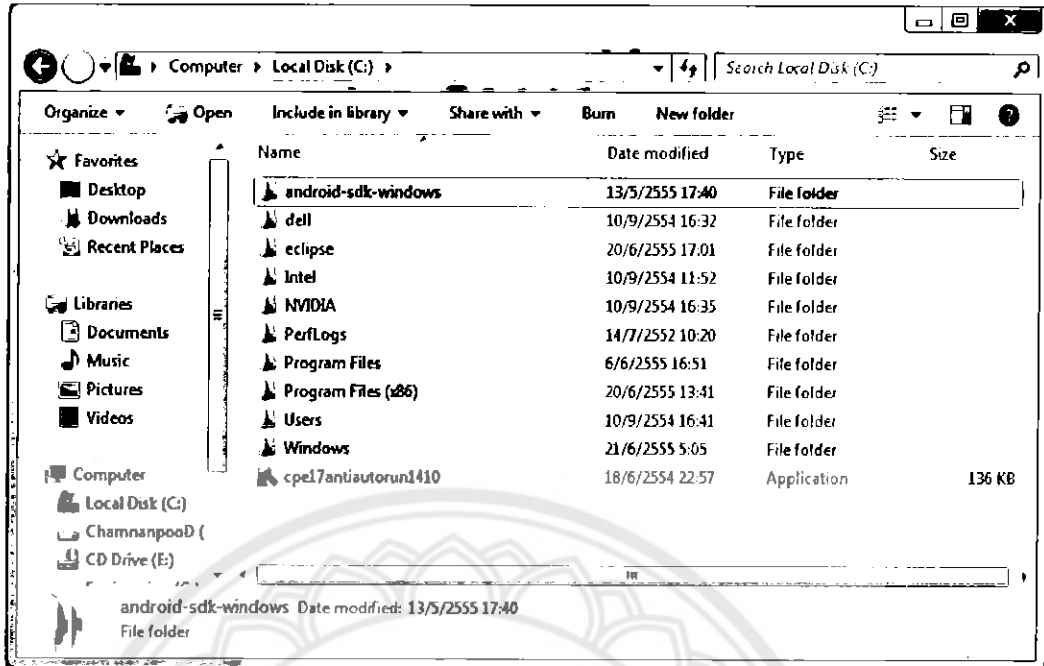 Computer Local Disk (C:) Search Local Disk (C:)
Organize Open Include in library Share with Burn New folder
Name Date modified Type Size
android-sdk-windows 13/5/2555 17:40 File folder
dell 10/9/2554 16:32 File folder
eclipse 20/6/2555 17:01 File folder
Intel 10/9/2554 11:52 File folder
NVIDIA 10/9/2554 16:35 File folder
PerfLogs 14/7/2552 10:20 File folder
Program Files 6/6/2555 16:51 File folder
Program Files (x86) 20/6/2555 13:41 File folder
Users 10/9/2554 16:41 File folder
Windows 21/6/2555 5:05 File folder
cpe17antiautorun1410 18/6/2554 22:57 Application 136 KB
Favorites
Desktop
Downloads
Recent Places
Libraries
Documents
Music
Pictures
Videos
Computer
Local Disk (C:)
ChamnanpooD (
CD Drive (E:)
android-sdk-windows Date modified: 13/5/2555 17:40
File folder